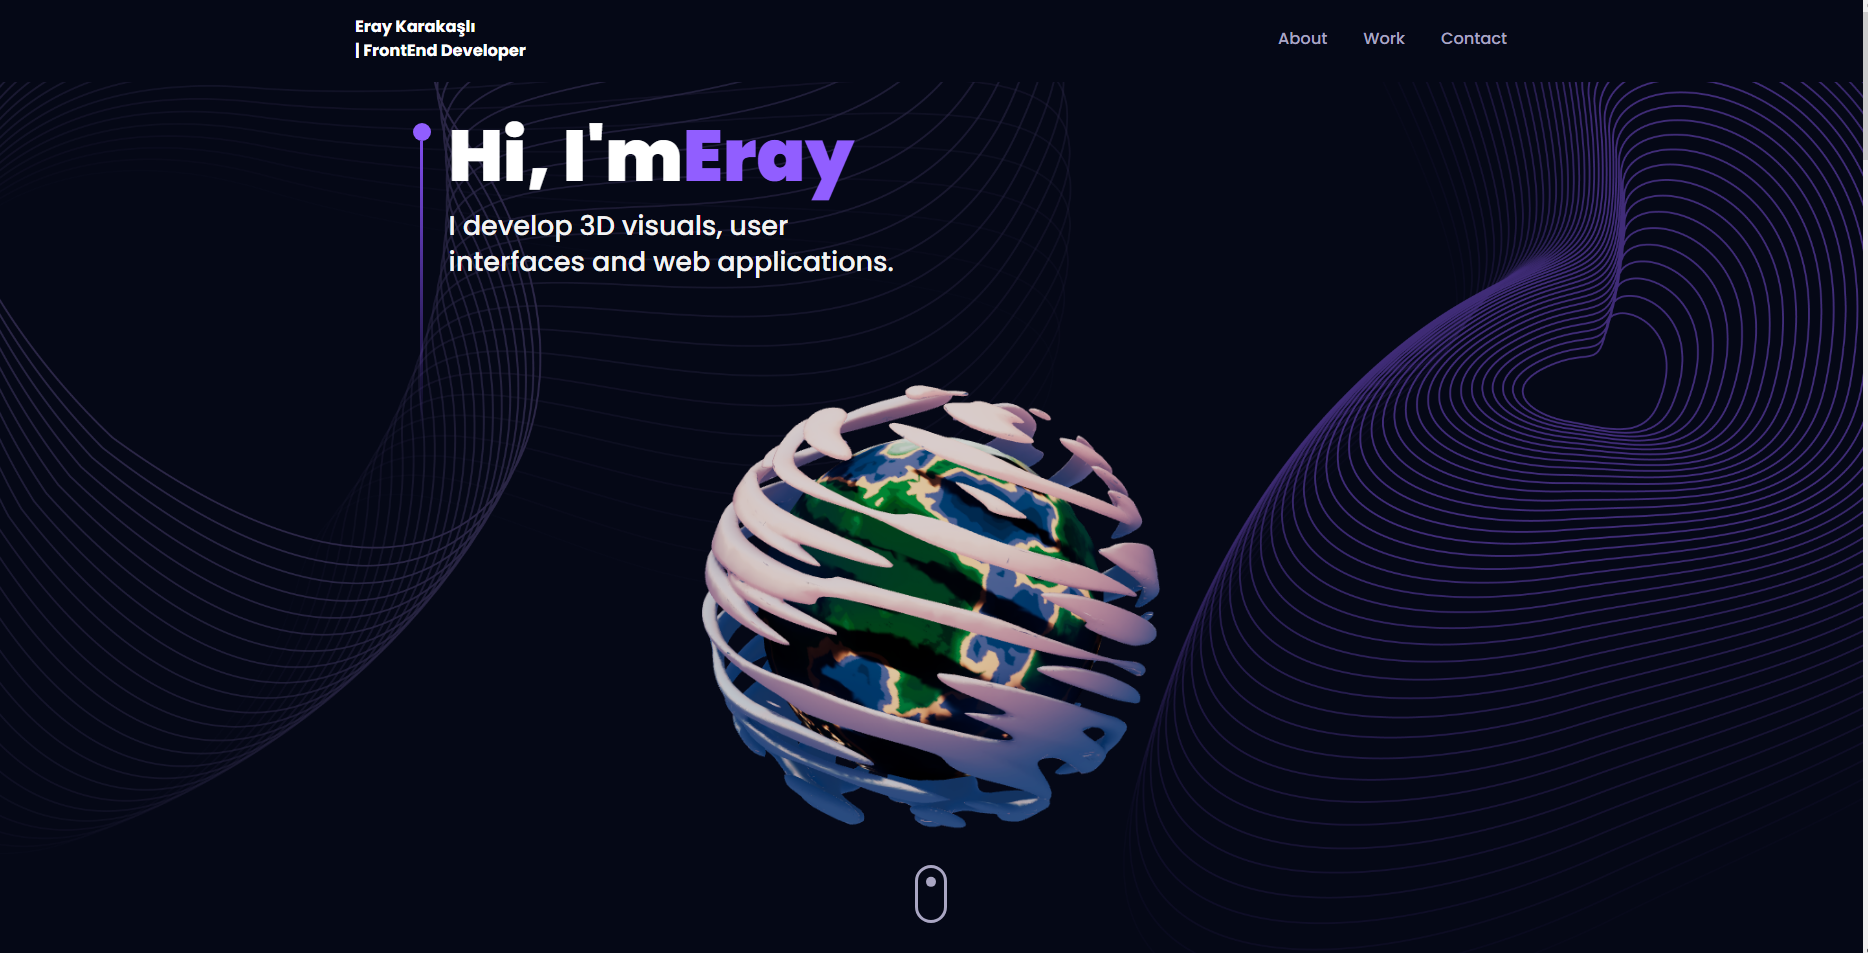 Eray Karakaşlı
| FrontEnd Developer
About Work Contact
Hi, I'mEray
I develop 3D visuals, user
interfaces and web applications.